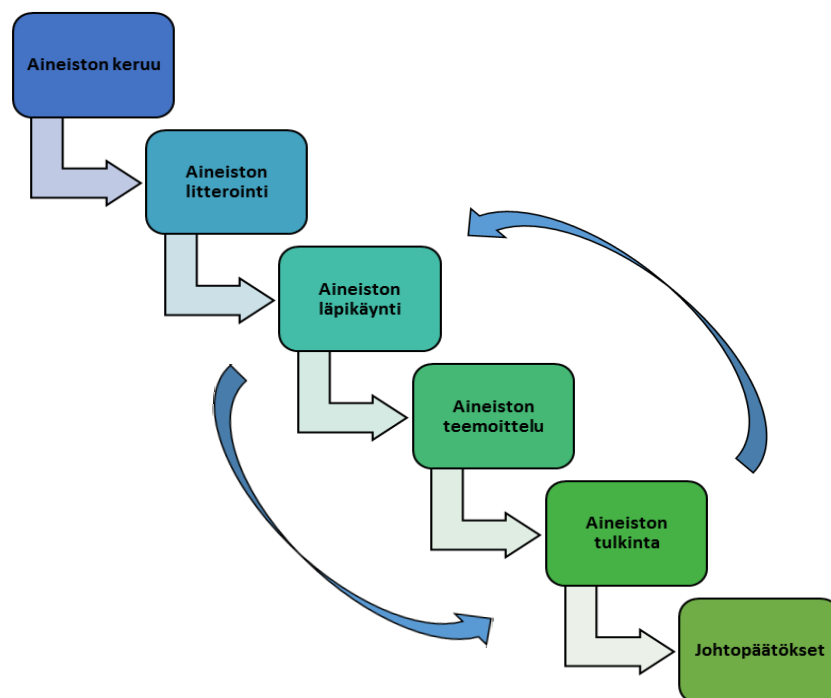 Aineiston keruu
Aineiston
litterointi
Aineiston
läpikäynti
Aineiston
teemoittelu
Aineiston
tulkinta
Johtopäätökset